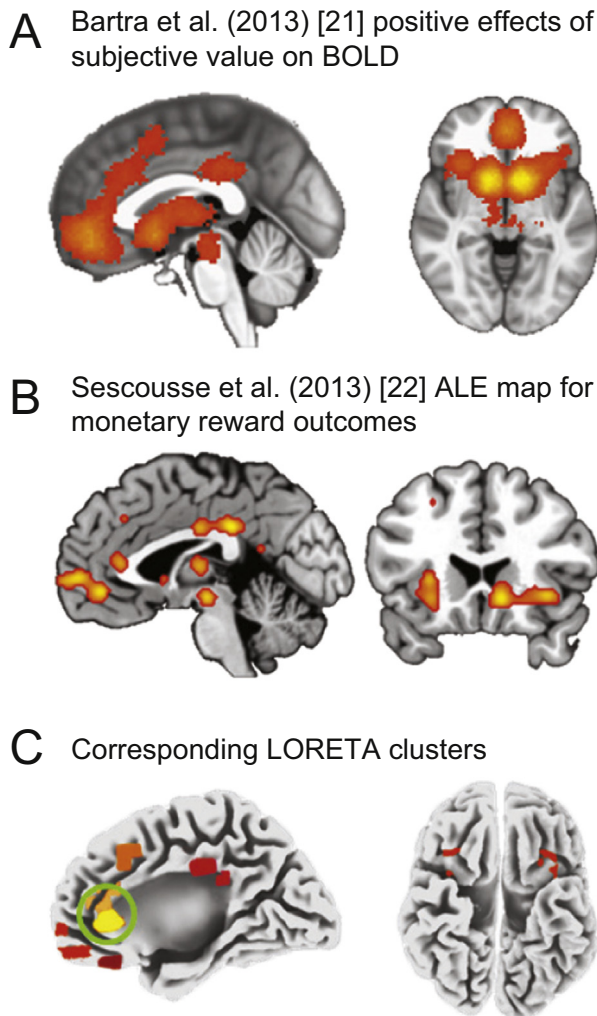 A Bartra et al. (2013) [21] positive effects of
subjective value on BOLD
B Sescousse et al. (2013) [22] ALE map for
monetary reward outcomes
C Corresponding LORETA clusters